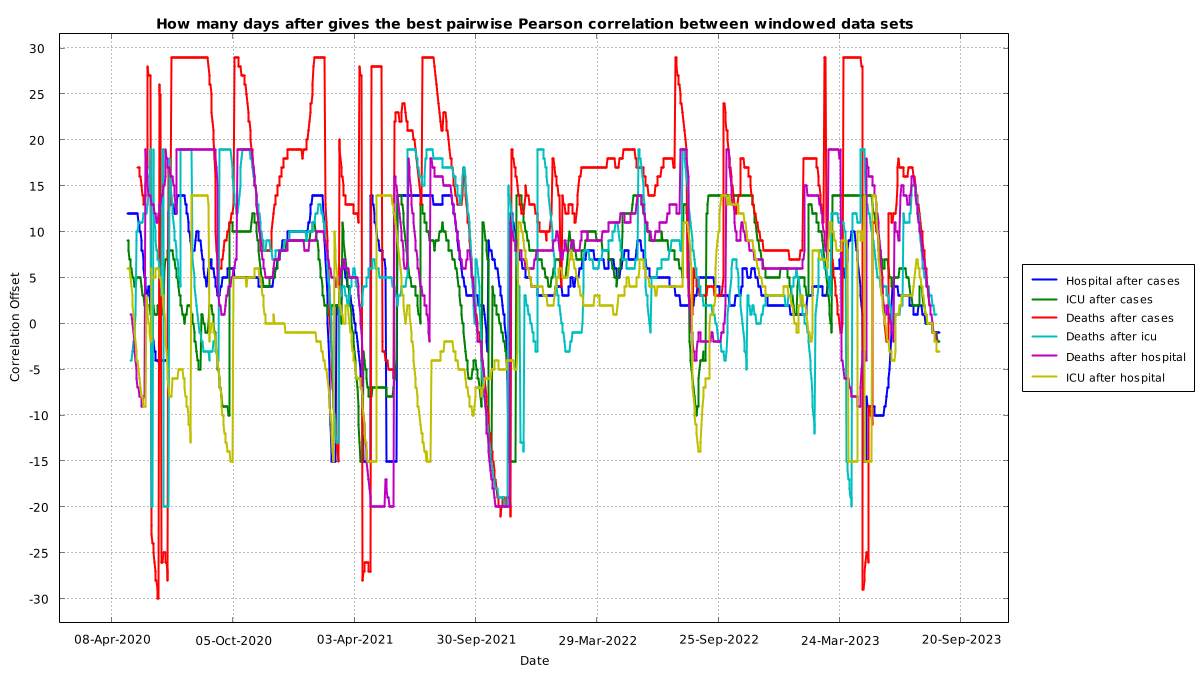 How many days after gives the best pairwise Pearson correlation between windowed data sets
30
25
20
15
10
5
0
-5
-10
-15
-20
-25
-30
Correlation Offset
08-Apr-2020 05-Oct-2020 03-Apr-2021 30-Sep-2021 29-Mar-2022 25-Sep-2022 24-Mar-2023 20-Sep-2023
Date
Hospital after cases
ICU after cases
Deaths after cases
Deaths after icu
Deaths after hospital
ICU after hospital